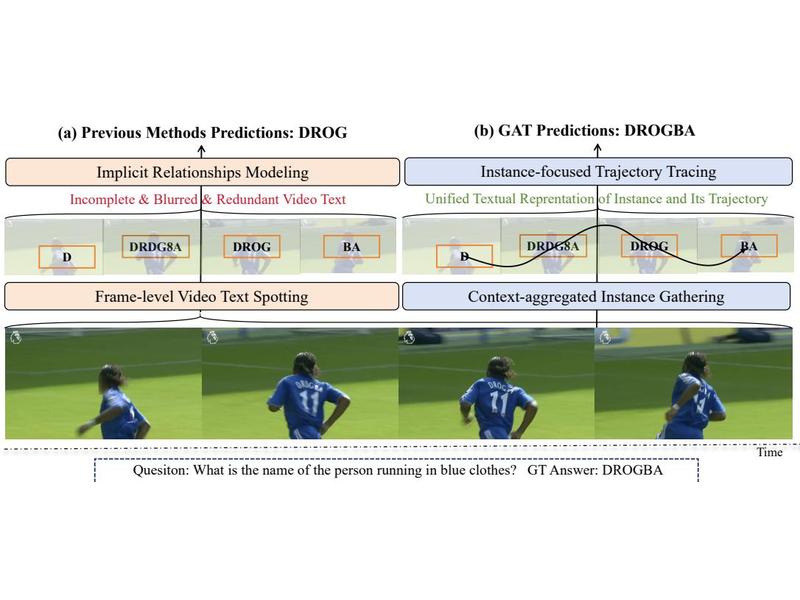 (a) Previous Methods Predictions: DROG
(b) GAT Predictions: DROGBA
Implicit Relationships Modeling
Instance-focused Trajectory Tracing
Incomplete & Blurred & Redundant Video Text
Unified Textual Reprentation of Instance and Its Trajectory
D
DRDG8A
DROG
BA
D
DRDG8A
DROG
BA
Frame-level Video Text Spotting
Context-aggregated Instance Gathering
DROGBA
11
DROGBA
11
Time
Quesiton: What is the name of the person running in blue clothes? GT Answer: DROGBA